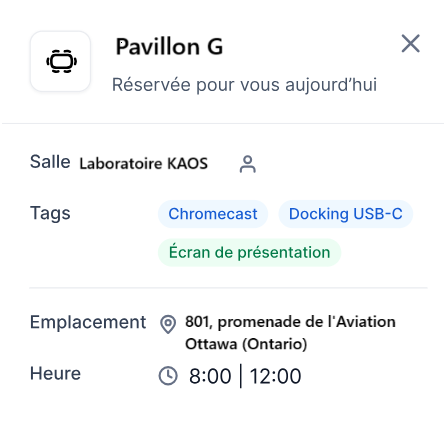 Pavillon G
Réservée pour vous aujourd’hui
Salle Laboratoire KAOS
Tags Chromecast Docking USB-C
Écran de présentation
Emplacement 801, promenade de l'Aviation
Ottawa (Ontario)
Heure 8:00 | 12:00